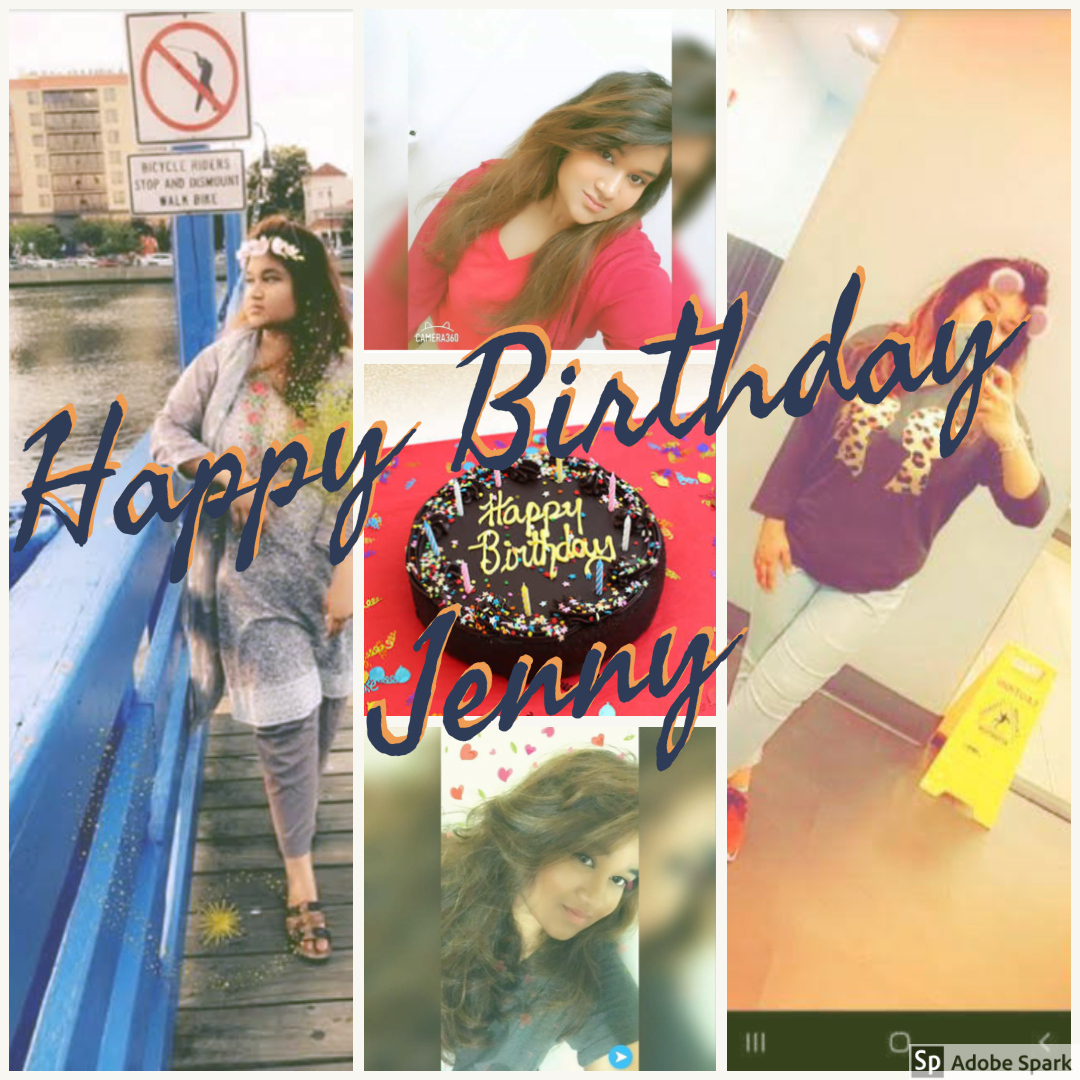 BICYCLE RIDERS
STOP AND DISMOUNT
WALK BIKE
CAMERA360
Happy Birthday
Happy
Birthday
Jenny
Sp Adobe Spark